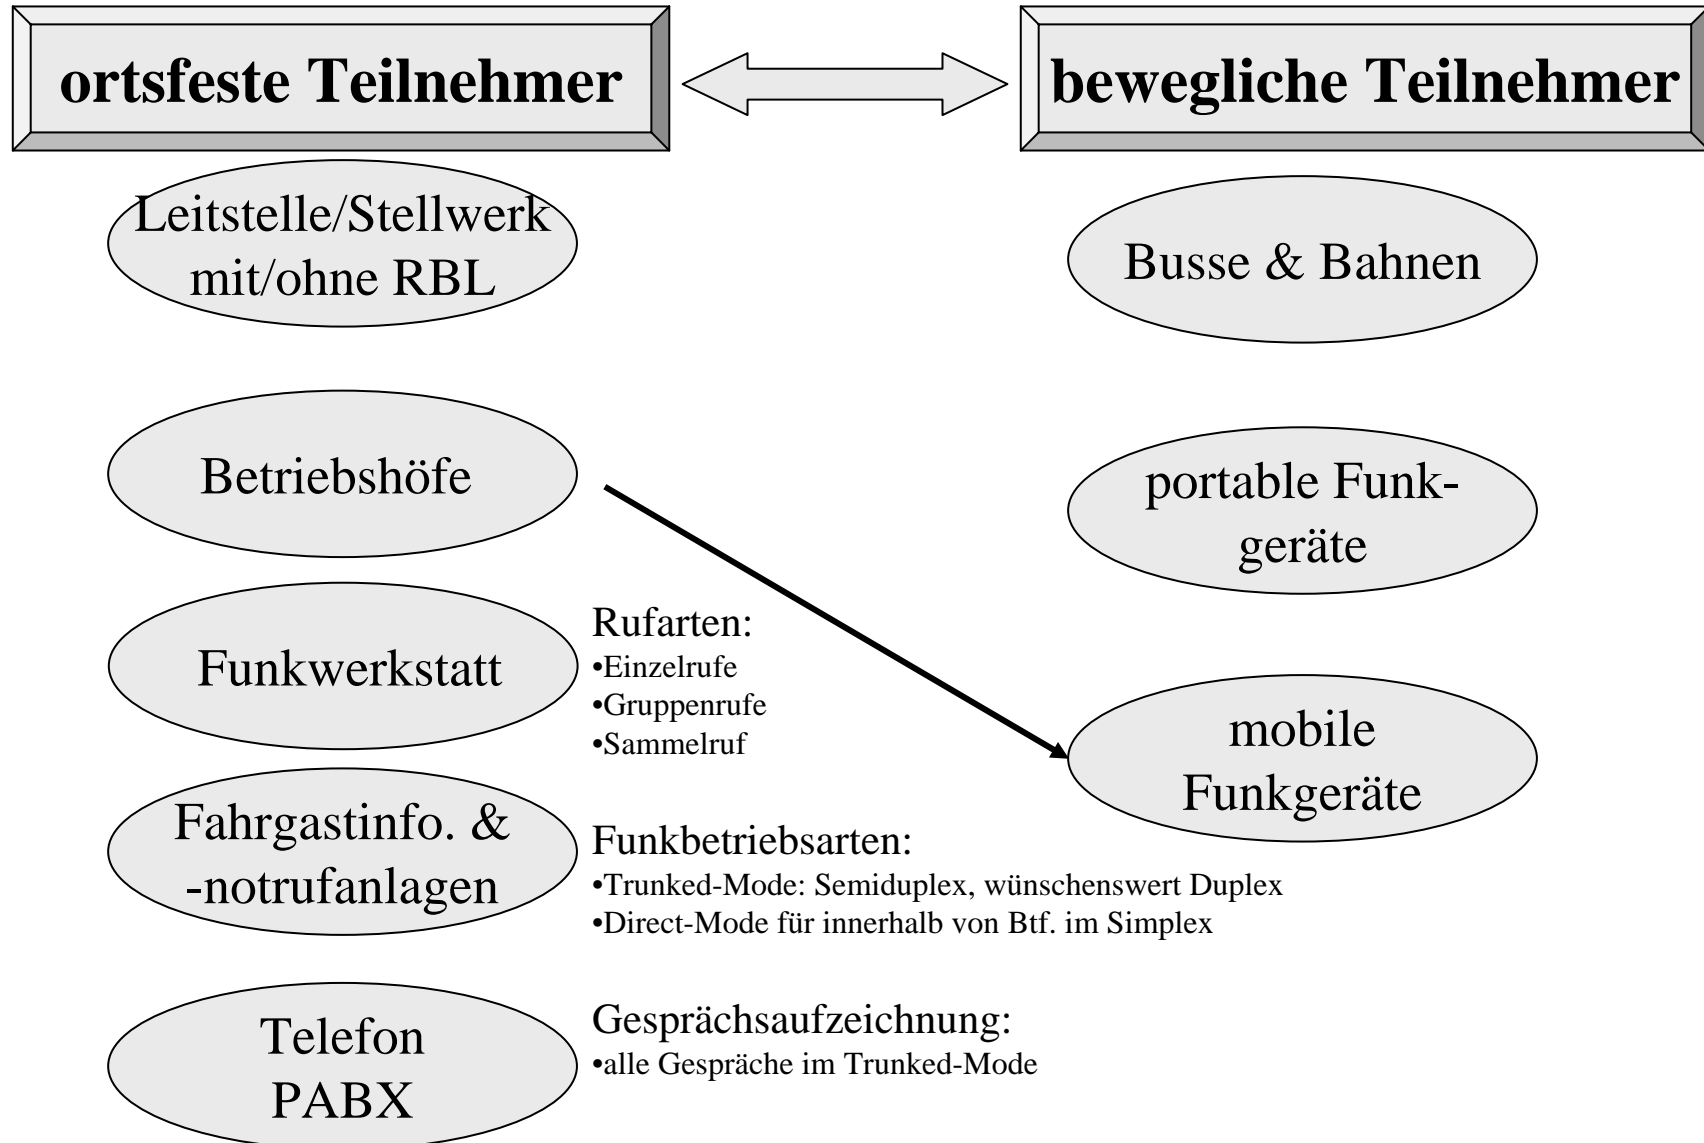 ortsfeste Teilnehmer
bewegliche Teilnehmer
Leitstelle/Stellwerk
mit/ohne RBL
Betriebshöfe
Funkwerkstatt
Fahrgastinfo. &
-notrufanlagen
Telefon
PABX
Rufarten:
•Einzelrufe
•Gruppenrufe
•Sammelruf
Funkbetriebsarten:
•Trunked-Mode: Semiduplex, wünschenswert Duplex
•Direct-Mode für innerhalb von Btf. im Simplex
Gesprächsaufzeichnung:
•alle Gespräche im Trunked-Mode
Busse & Bahnen
portable Funk-
geräte
mobile
Funkgeräte